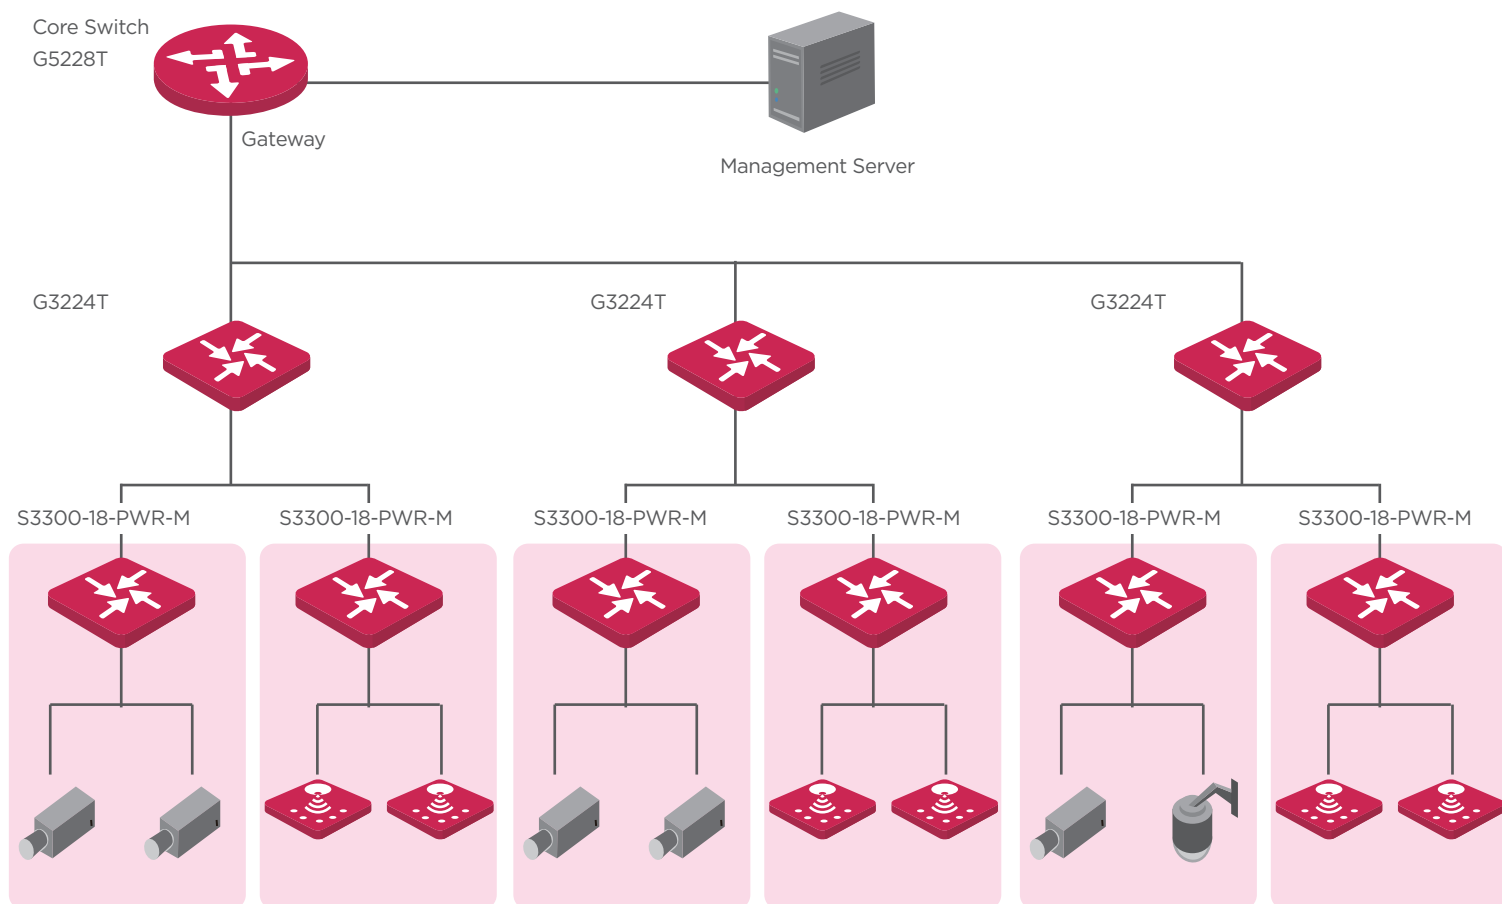 Core Switch
G5228T
Gateway
Management Server
G3224T
G3224T
G3224T
S3300-18-PWR-M
S3300-18-PWR-M
S3300-18-PWR-M
S3300-18-PWR-M
S3300-18-PWR-M
S3300-18-PWR-M